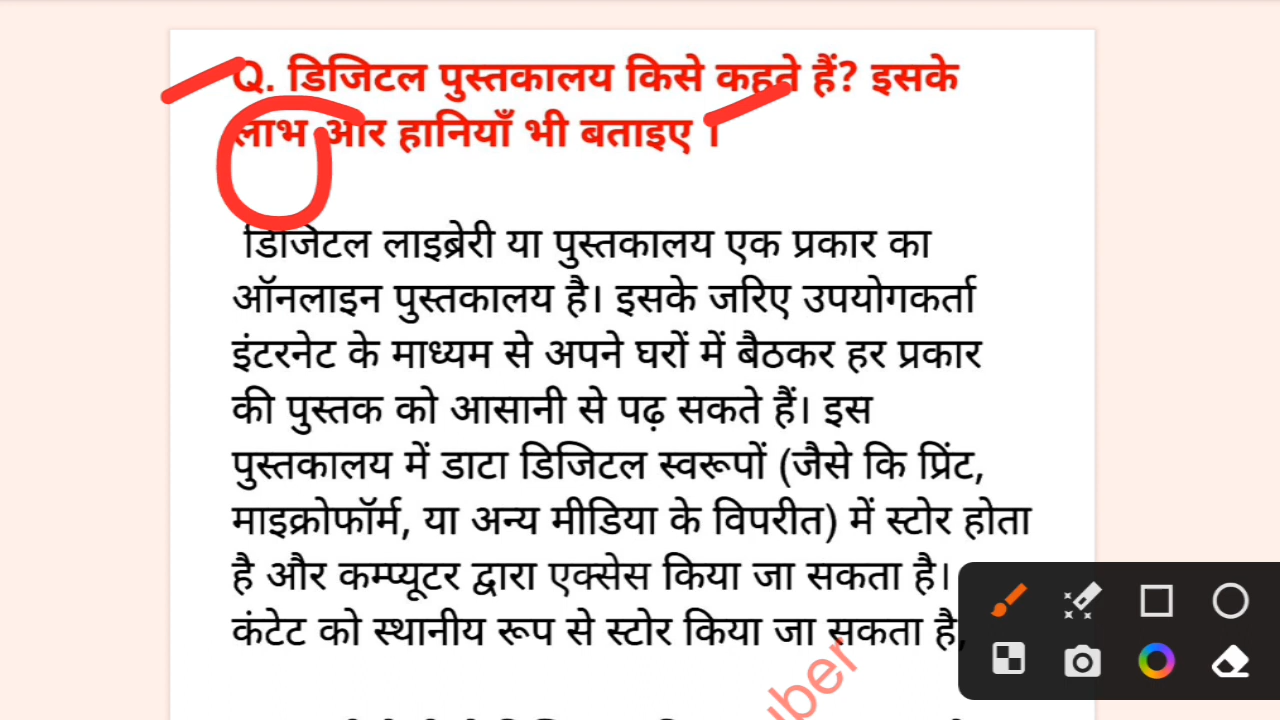 Q. डिजिटल पुस्तकालय किसे कहते हैं? इसके
लाभ और हानियाँ भी बताइए ।
डिजिटल लाइब्रेरी या पुस्तकालय एक प्रकार का
ऑनलाइन पुस्तकालय है। इसके जरिए उपयोगकर्ता
इंटरनेट के माध्यम से अपने घरों में बैठकर हर प्रकार
की पुस्तक को आसानी से पढ़ सकते हैं। इस
पुस्तकालय में डाटा डिजिटल स्वरूपों (जैसे कि प्रिंट,
माइक्रोफॉर्म, या अन्य मीडिया के विपरीत) में स्टोर होता
है और कम्प्यूटर द्वारा एक्सेस किया जा सकता है।
कंटेट को स्थानीय रूप से स्टोर किया जा सकता है,
uber